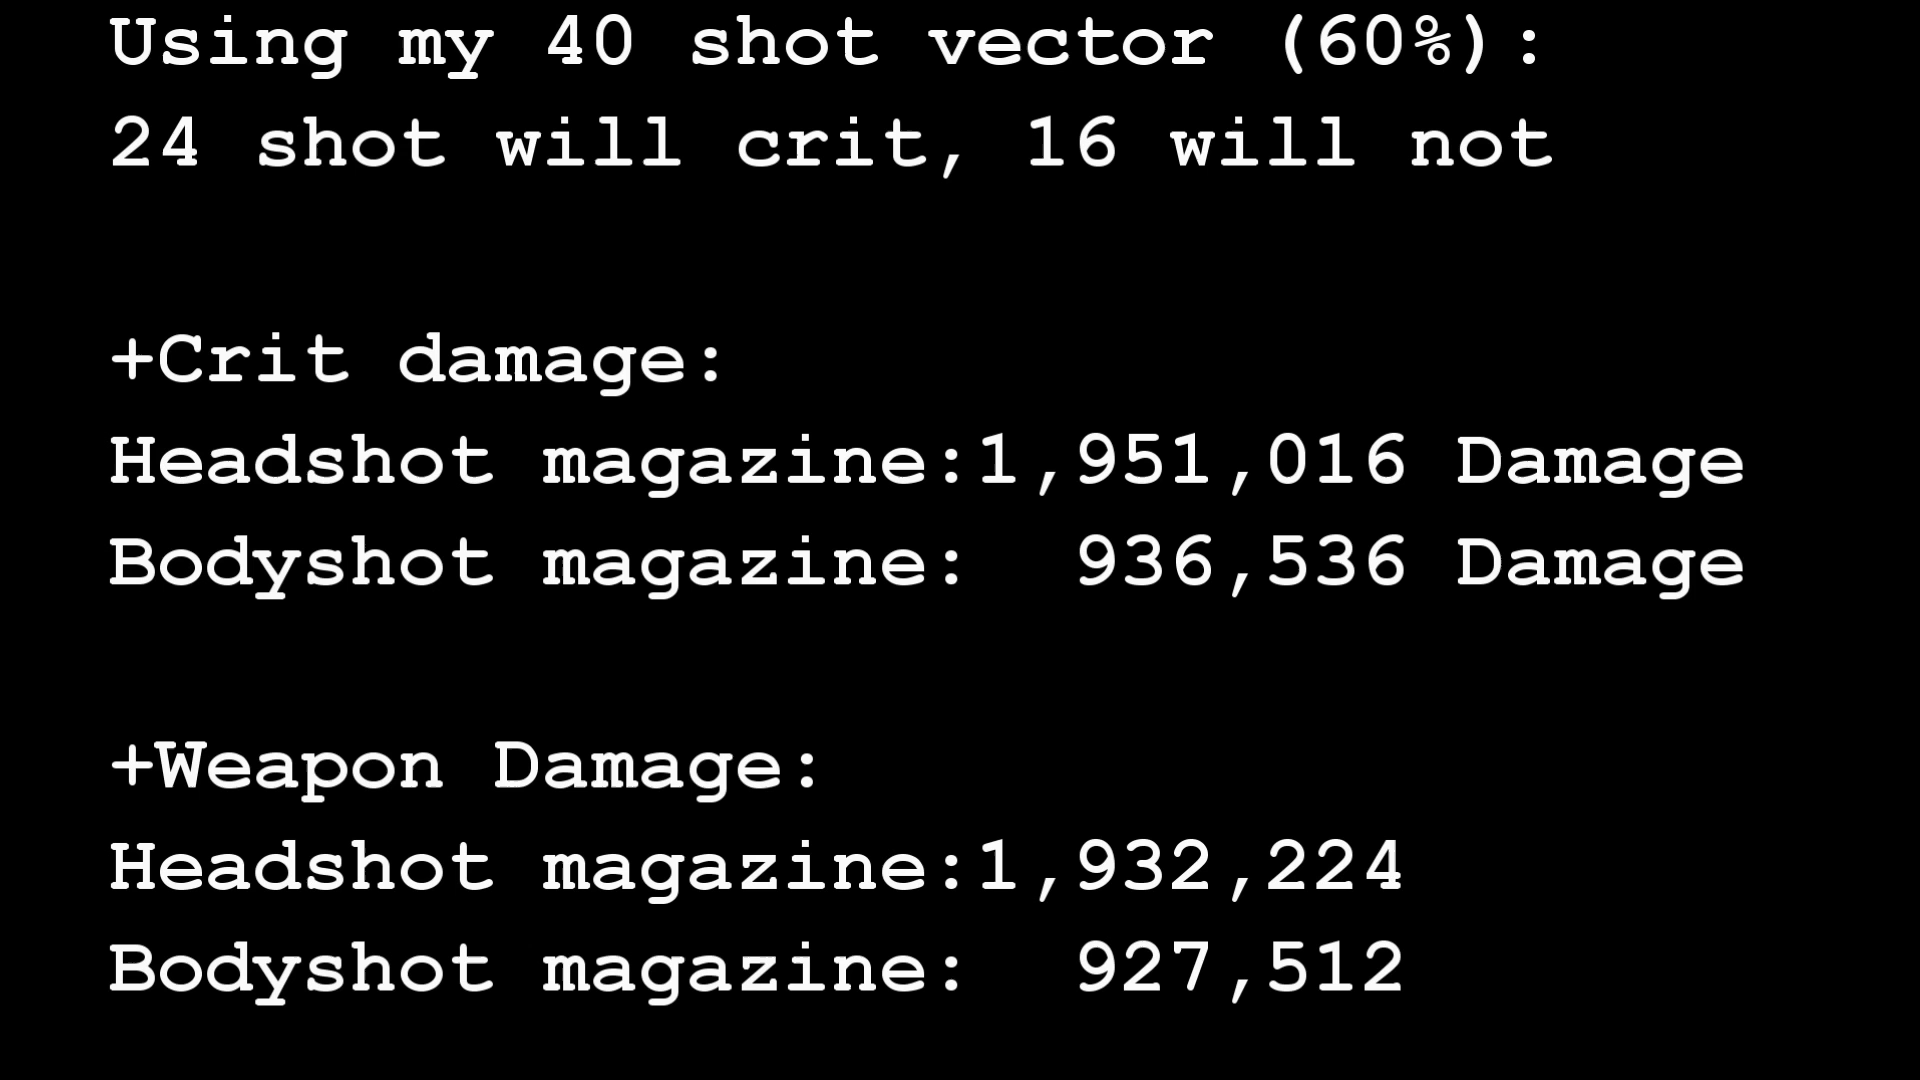 Using my 40 shot vector (60%):
24 shot will crit, 16 will not
+Crit damage:
Headshot magazine:1,951,016 Damage
Bodyshot magazine:  936,536 Damage
+Weapon Damage:
Headshot magazine:1,932,224
Bodyshot magazine:  927,512